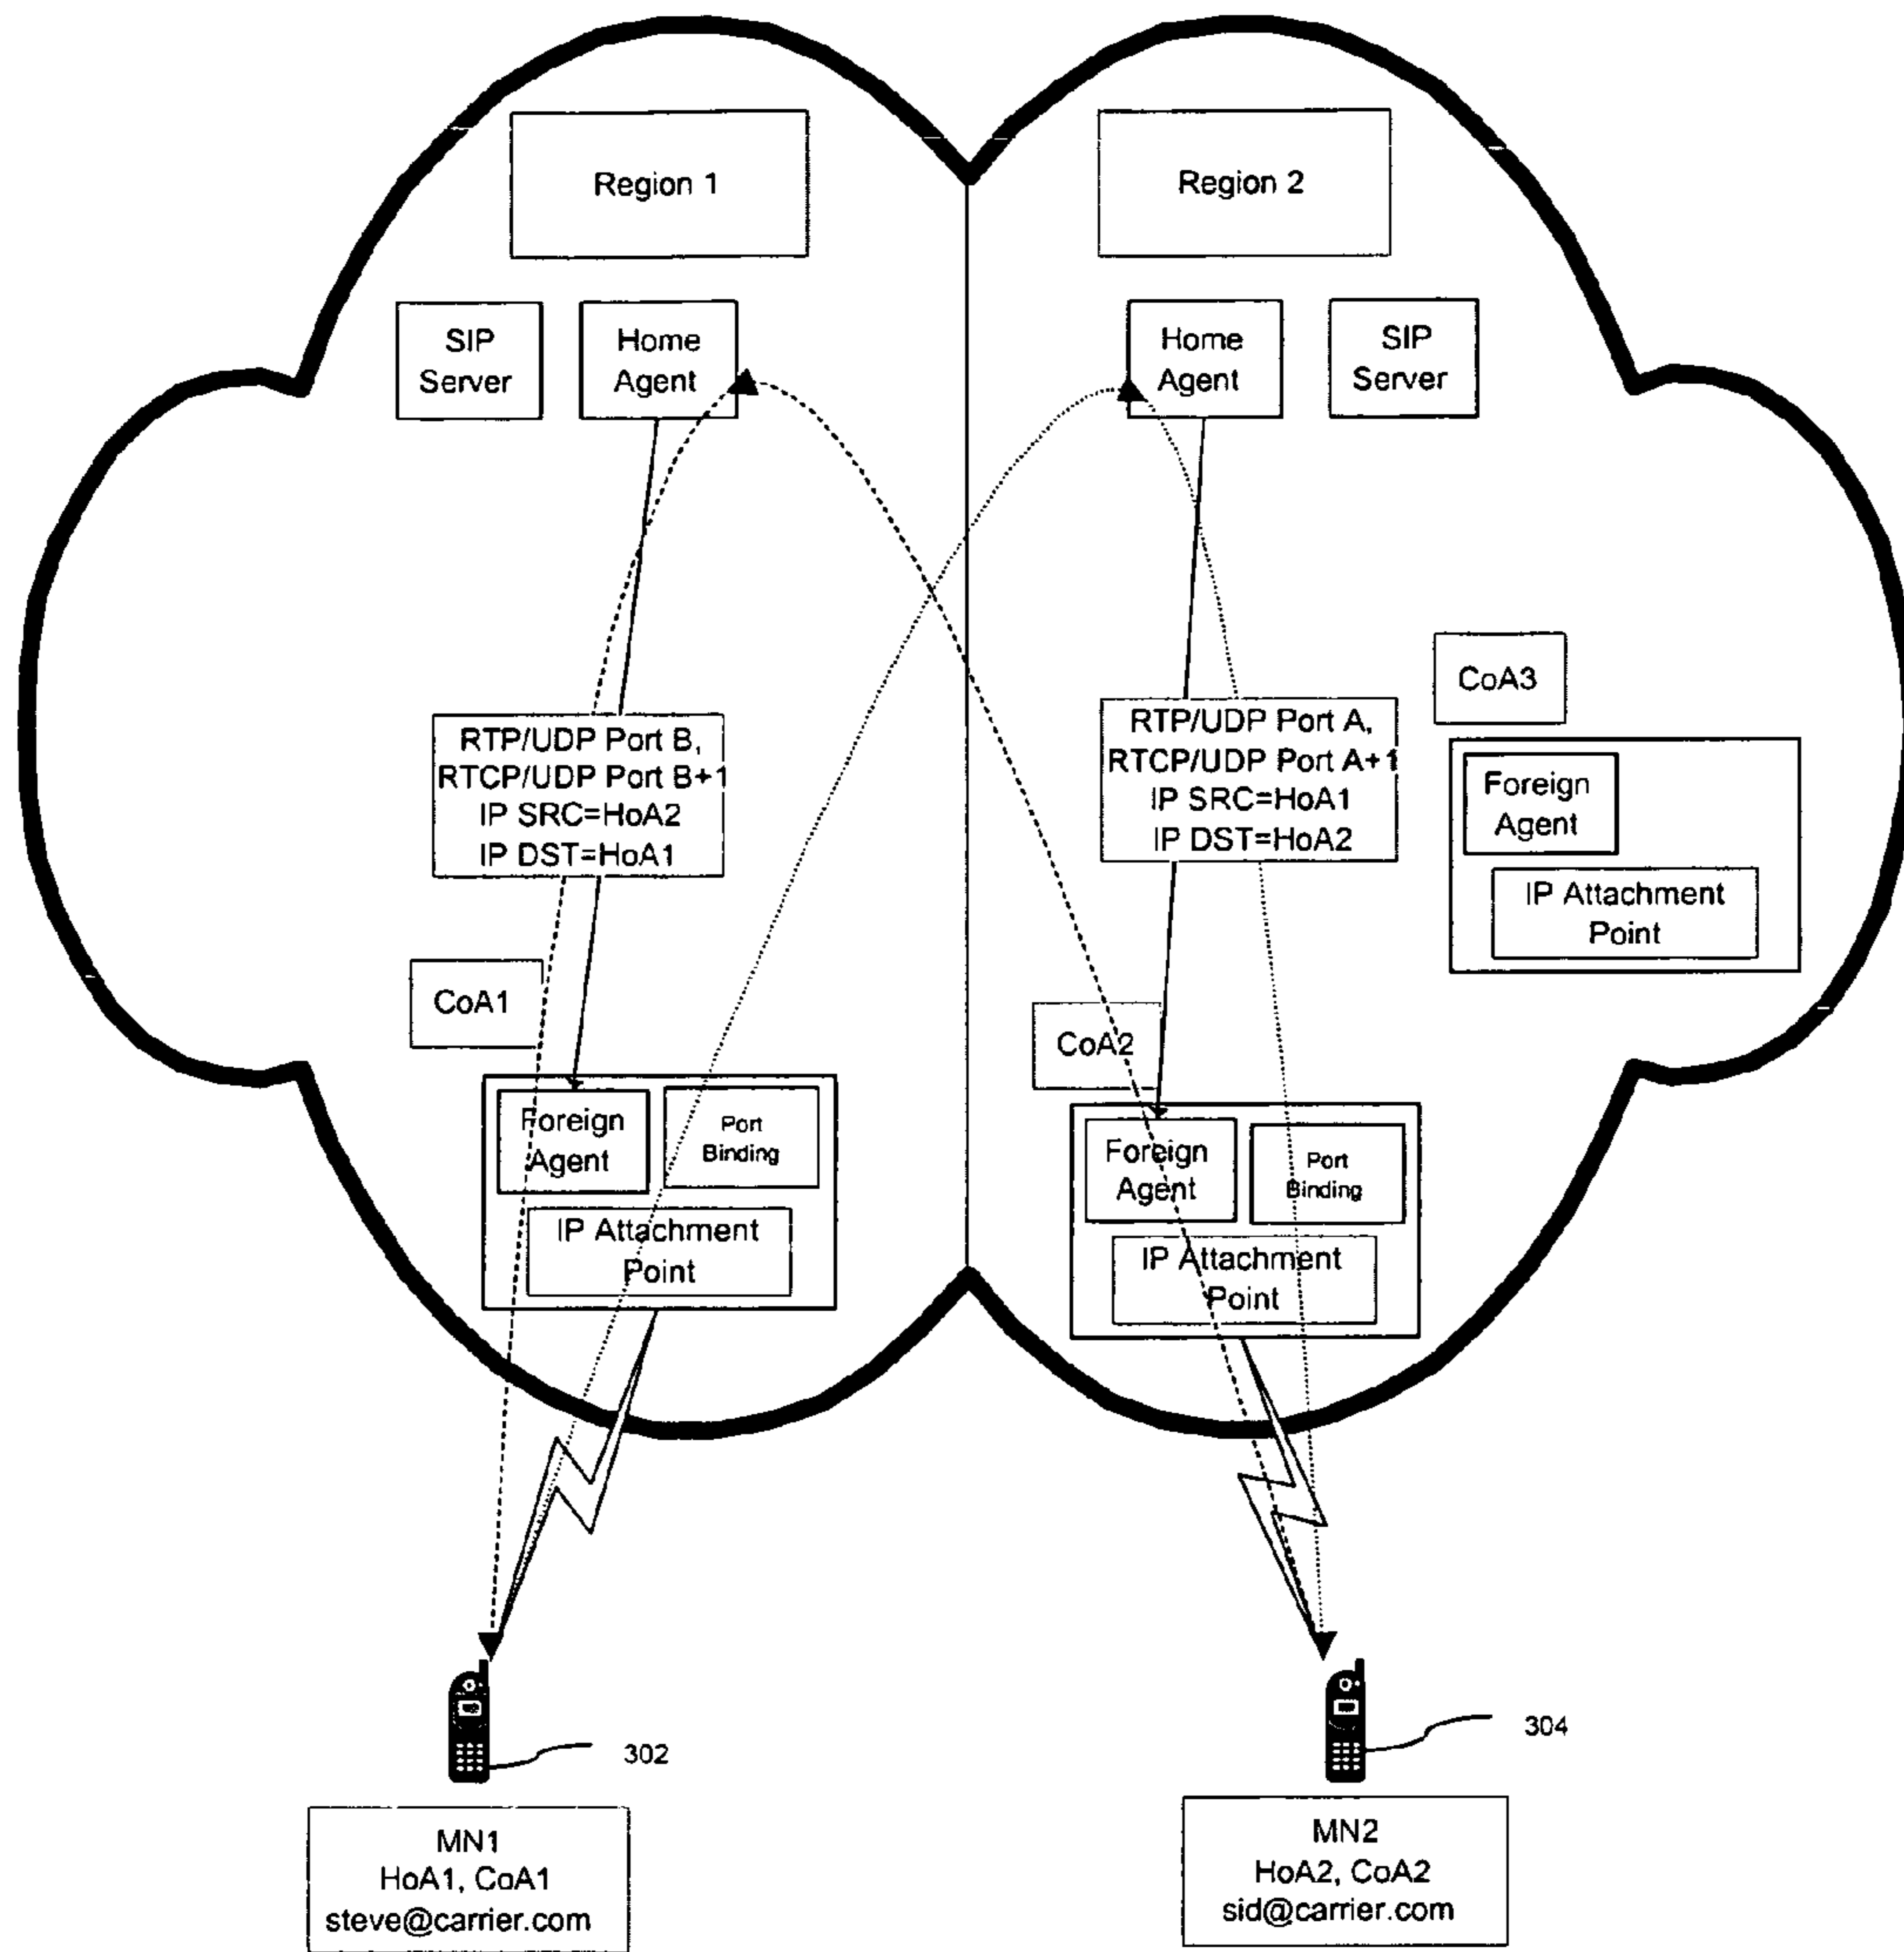 Region 1
Region 2
SIP
Server
Home
Agent
Home
Agent
SIP
Server
CoA3
RTP/UDP Port B,
RTCP/UDP Port B+1
IP SRC=HoA2
IP DST=HoA1
RTP/UDP Port A,
RTCP/UDP Port A+1
IP SRC=HoA1
IP DST=HoA2
Foreign
Agent
IP Attachment
Point
CoA1
CoA2
Foreign
Agent
Port
Binding
IP Attachment
Point
Foreign
Agent
Port
Binding
IP Attachment
Point
302
304
MN1
HoA1, CoA1
steve@carrier.com
MN2
HoA2, CoA2
sid@carrier.com